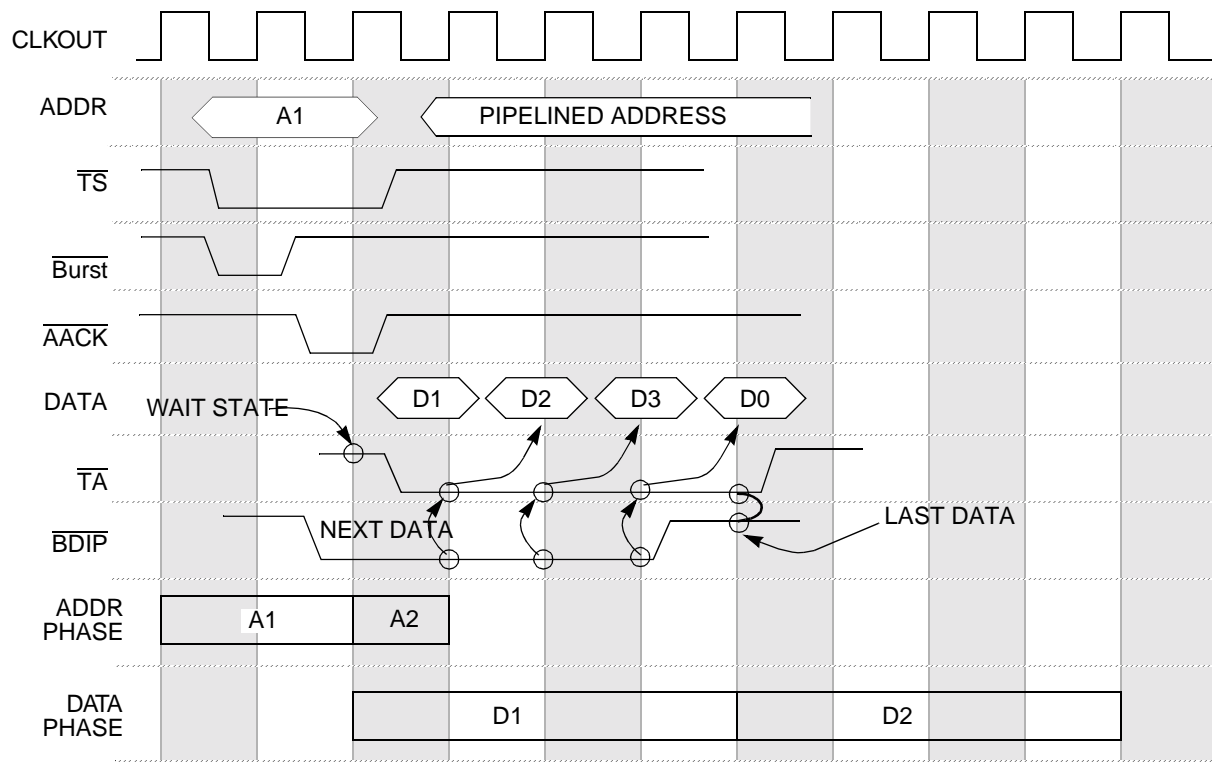 CLKOUT
ADDR
A1
PIPELINED ADDRESS
TS
Burst
AACK
DATA
D1
D2
D3
D0
WAIT STATE
TA
NEXT DATA
LAST DATA
BDIP
ADDR
PHASE
A1
A2
DATA
PHASE
D1
D2